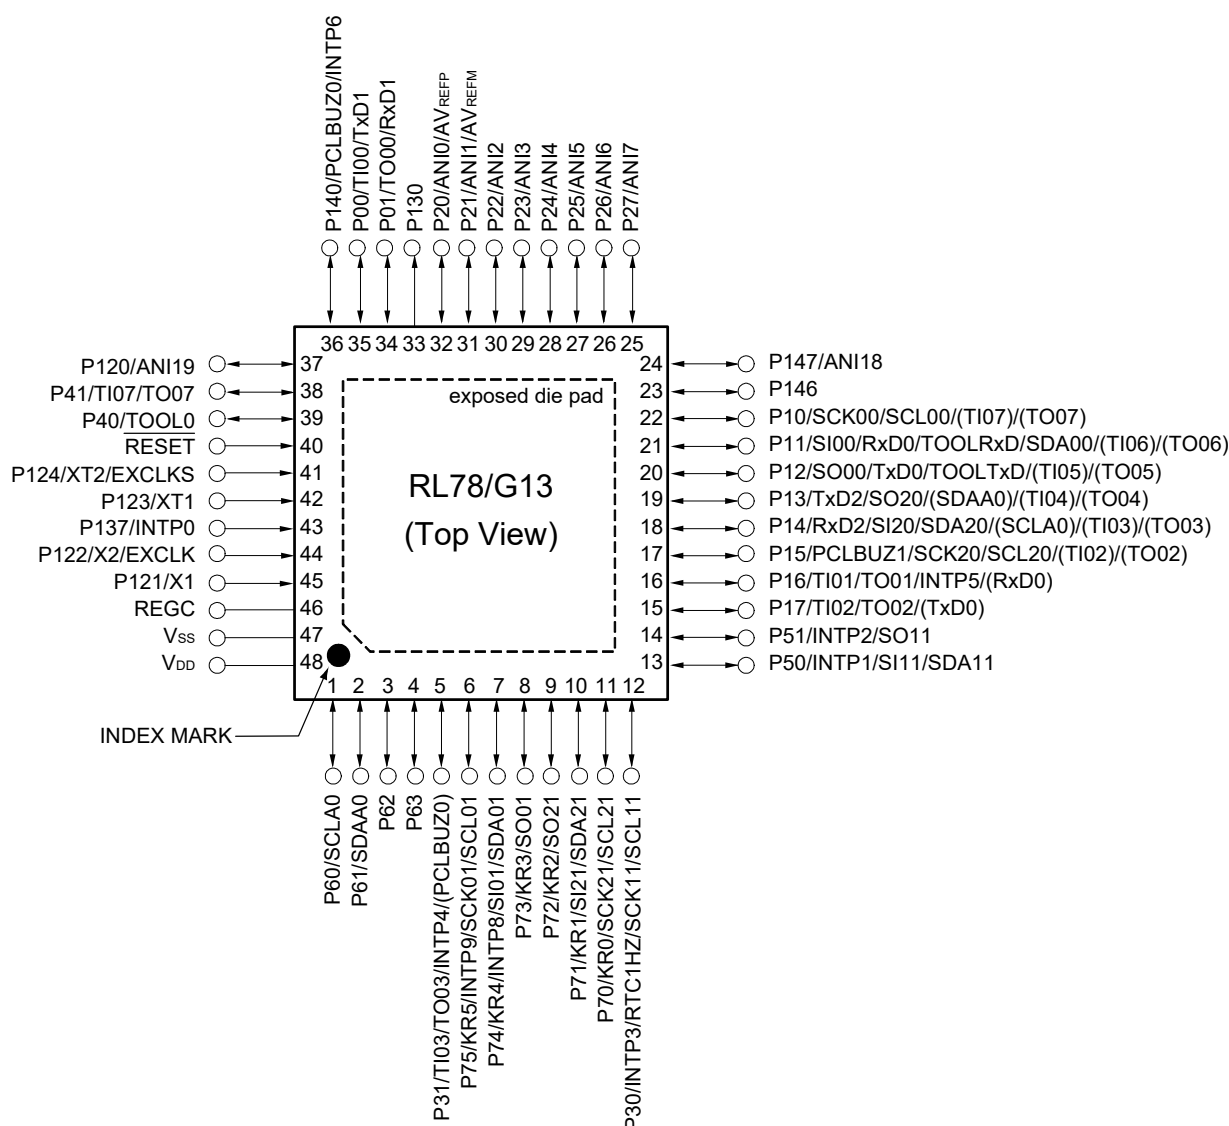 P140/PCLBUZ0/INTP6
P00/TI00/TxD1
P01/TO00/RxD1
P130
P20/ANI0/AVREFP
P21/ANI1/AVREFM
P22/ANI2
P23/ANI3
P24/ANI4
P25/ANI5
P26/ANI6
P27/ANI7
36 35 34 33 32 31 30 29 28 27 26 25
P120/ANI19 37
P41/TI07/TO07 38
P40/TOOL0 39
RESET 40
P124/XT2/EXCLKS 41
P123/XT1 42
P137/INTP0 43
P122/X2/EXCLK 44
P121/X1 45
REGC 46
VSS 47
VDD 48
exposed die pad
RL78/G13
(Top View)
24 P147/ANI18
23 P146
22 P10/SCK00/SCL00/(TI07)/(TO07)
21 P11/SI00/RxD0/TOOLRxD/SDA00/(TI06)/(TO06)
20 P12/SO00/TxD0/TOOLTxD/(TI05)/(TO05)
19 P13/TxD2/SO20/(SDAA0)/(TI04)/(TO04)
18 P14/RxD2/SI20/SDA20/(SCLA0)/(TI03)/(TO03)
17 P15/PCLBUZ1/SCK20/SCL20/(TI02)/(TO02)
16 P16/TI01/TO01/INTP5/(RxD0)
15 P17/TI02/TO02/(TxD0)
14 P51/INTP2/SO11
13 P50/INTP1/SI11/SDA11
1 2 3 4 5 6 7 8 9 10 11 12
INDEX MARK
P60/SCLA0
P61/SDAA0
P62
P63
P31/TI03/TO03/INTP4/(PCLBUZ0)
P75/KR5/INTP9/SCK01/SCL01
P74/KR4/INTP8/SI01/SDA01
P73/KR3/SO01
P72/KR2/SO21
P71/KR1/SI21/SDA21
P70/KR0/SCK21/SCL21
P30/INTP3/RTC1HZ/SCK11/SCL11